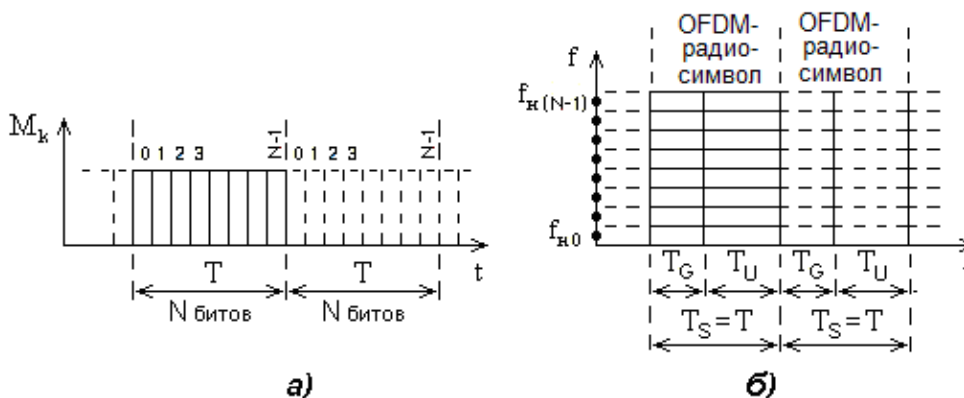 M_k
0 1 2 3 N-1 0 1 2 3 N-1
T T t
N битов N битов
а)
OFDM- OFDM-
радио- радио-
символ символ
f
f_н(N-1)
f_н0
T_G T_U T_G T_U
T_S=T T_S=T
б)